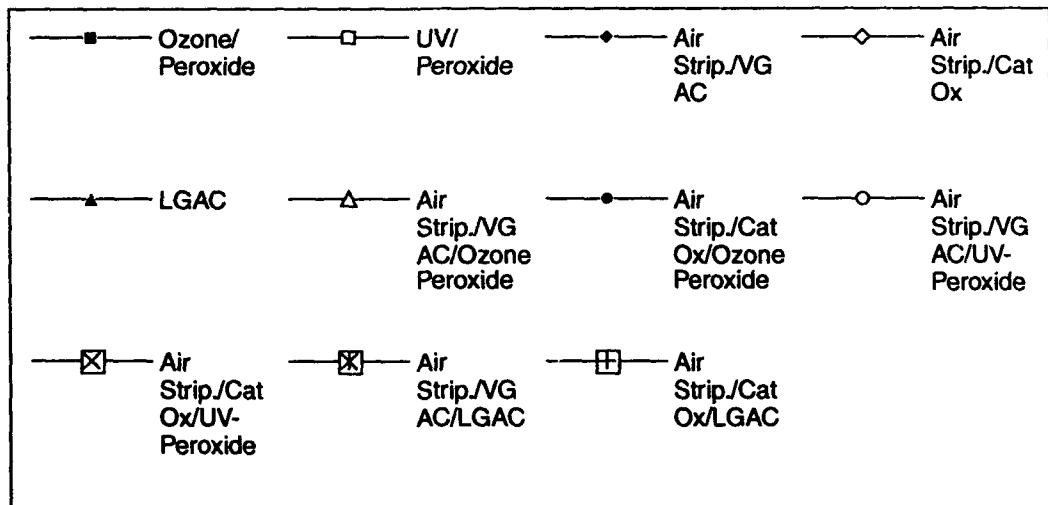 Ozone/
Peroxide
UV/
Peroxide
Air
Strip./VG
AC
Air
Strip./Cat
Ox
LGAC
Air
Strip./VG
AC/Ozone
Peroxide
Air
Strip./Cat
Ox/Ozone
Peroxide
Air
Strip./VG
AC/UV-
Peroxide
Air
Strip./Cat
Ox/UV-
Peroxide
Air
Strip./VG
AC/LGAC
Air
Strip./Cat
Ox/LGAC